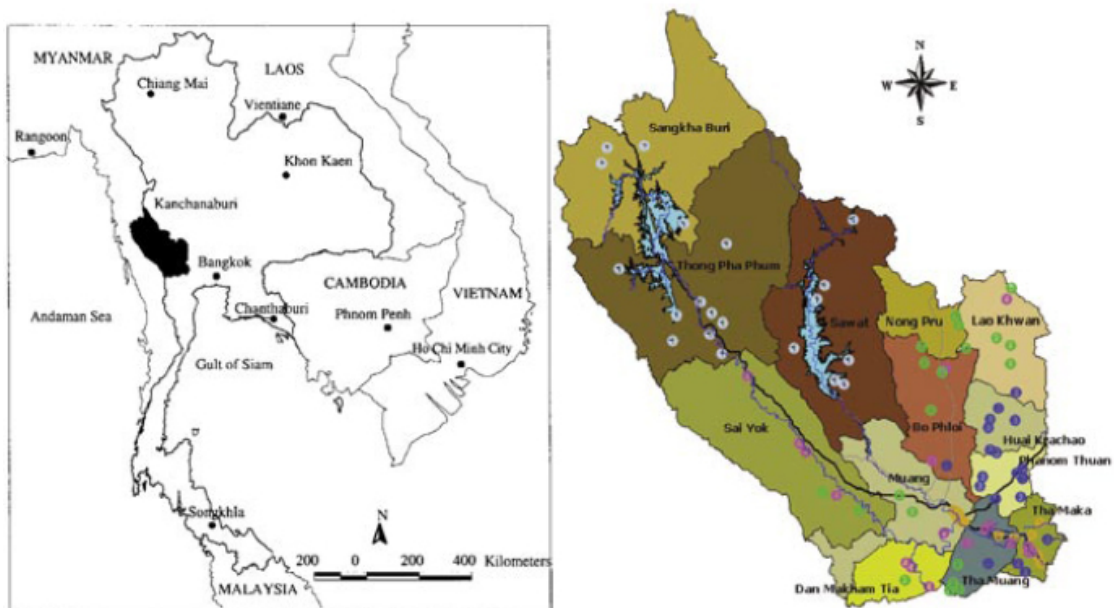 MYANMAR
LAOS
Chiang Mai
Vientiane
Rangoon
Khon Kaen
Kanchanaburi
Bangkok
CAMBODIA
VIETNAM
Chanthaburi
Phnom Penh
Andaman Sea
Ho Chi Minh City
Gulf of Siam
Songkhla
N
200 0 200 400 Kilometers
MALAYSIA
N
W E
S
Sangkha Buri
Thong Pha Phum
Sawat
Nong Pru
Lao Khwan
Sai Yok
Bo Phloi
Huai Krachao
Phanom Thuan
Muang
Tha Maka
Dan Makham Tia
Tha Muang